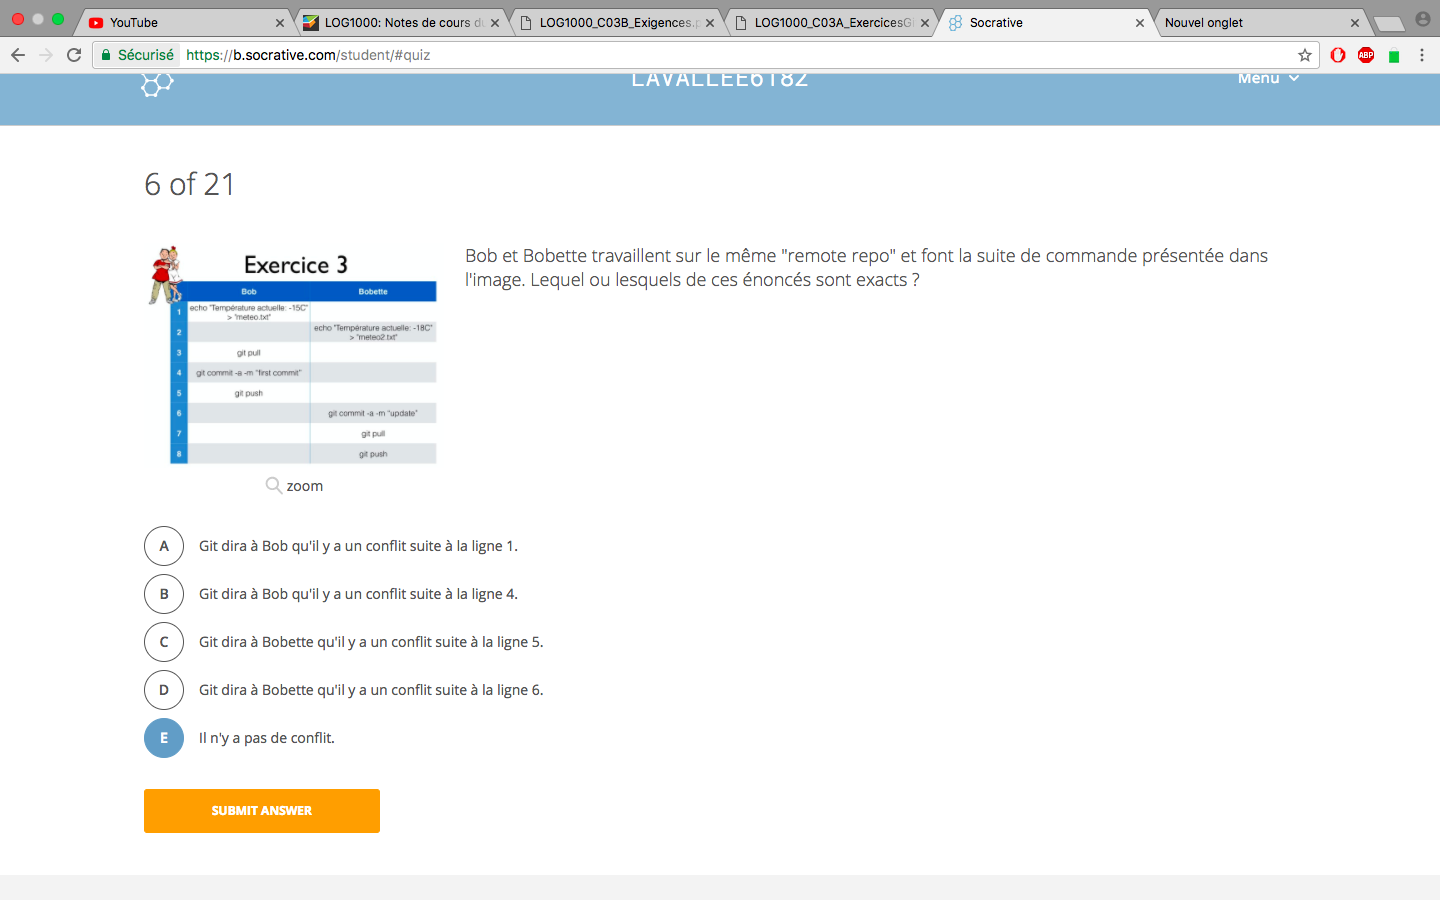 YouTube
LOG1000: Notes de cours du
LOG1000_C03B_Exigences.p
LOG1000_C03A_ExercicesGi
Socrative
Nouvel onglet
Sécurisé
https://b.socrative.com/student/#quiz
ABP
LAVALLEE6182
Menu
6 of 21
Exercice 3
Bob Bobette
1 echo "Température actuelle: -15C"
> "meteo.txt"
2 echo "Température actuelle: -18C"
> "meteo2.txt"
3 git pull
4 git commit -a -m "first commit"
5 git push
6 git commit -a -m "update"
7 git pull
8 git push
zoom
Bob et Bobette travaillent sur le même "remote repo" et font la suite de commande présentée dans
l'image. Lequel ou lesquels de ces énoncés sont exacts ?
A Git dira à Bob qu'il y a un conflit suite à la ligne 1.
B Git dira à Bob qu'il y a un conflit suite à la ligne 4.
C Git dira à Bobette qu'il y a un conflit suite à la ligne 5.
D Git dira à Bobette qu'il y a un conflit suite à la ligne 6.
E Il n'y a pas de conflit.
SUBMIT ANSWER